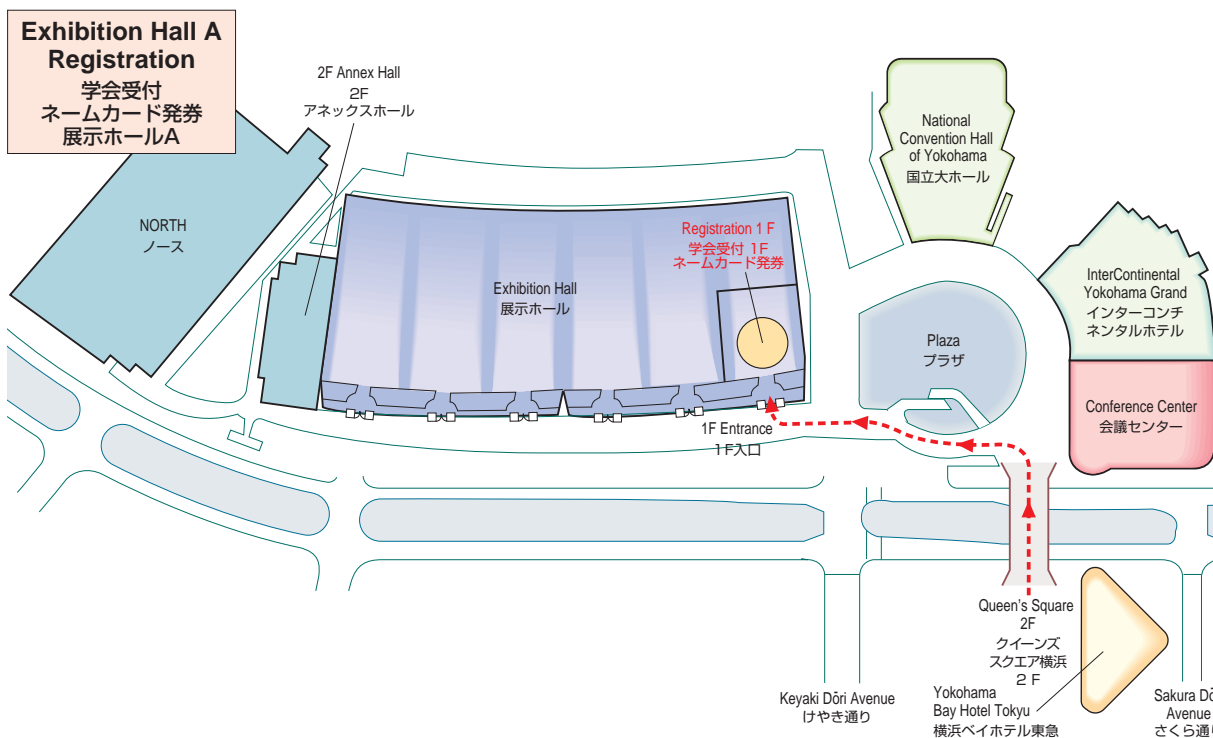 Exhibition Hall A
Registration
学会受付
ネームカード発券
展示ホールA
2F Annex Hall
2F
アネックスホール
NORTH
ノース
Exhibition Hall
展示ホール
Registration 1 F
学会受付 1F
ネームカード発券
National
Convention Hall
of Yokohama
国立大ホール
InterContinental
Yokohama Grand
インターコンチ
ネンタルホテル
Plaza
プラザ
Conference Center
会議センター
1F Entrance
1F入口
Queen's Square
2F
クイーンズ
スクエア横浜
2 F
Keyaki Dōri Avenue
けやき通り
Yokohama
Bay Hotel Tokyu
横浜ベイホテル東急
Sakura Dō
Avenue
さくら通り